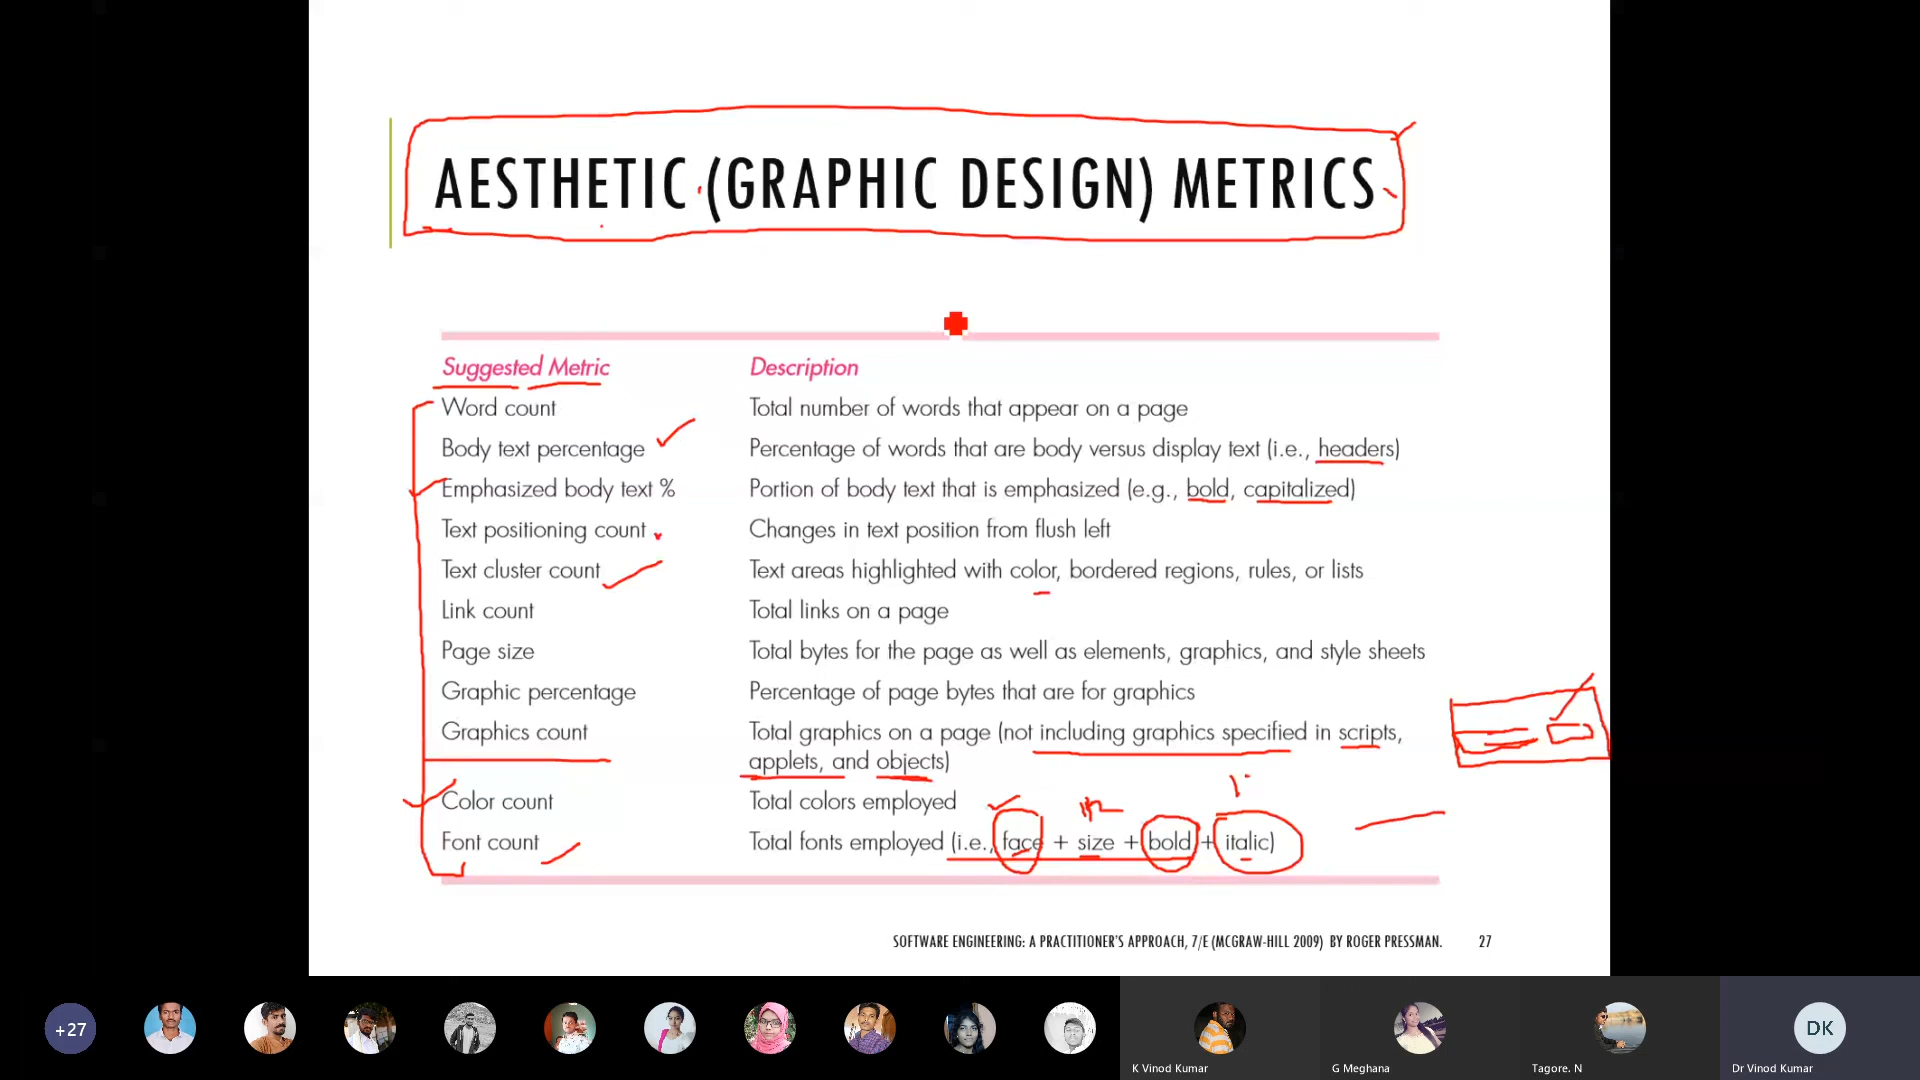 AESTHETIC (GRAPHIC DESIGN) METRICS
Suggested Metric Description
Word count Total number of words that appear on a page
Body text percentage Percentage of words that are body versus display text (i.e., headers)
Emphasized body text % Portion of body text that is emphasized (e.g., bold, capitalized)
Text positioning count Changes in text position from flush left
Text cluster count Text areas highlighted with color, bordered regions, rules, or lists
Link count Total links on a page
Page size Total bytes for the page as well as elements, graphics, and style sheets
Graphic percentage Percentage of page bytes that are for graphics
Graphics count Total graphics on a page (not including graphics specified in scripts,
applets, and objects)
Color count Total colors employed
Font count Total fonts employed (i.e., face + size + bold + italic)
SOFTWARE ENGINEERING: A PRACTITIONER'S APPROACH, 7/E (MCGRAW-HILL 2009) BY ROGER PRESSMAN. 27
+27
DK
K Vinod Kumar G Meghana Tagore. N Dr Vinod Kumar